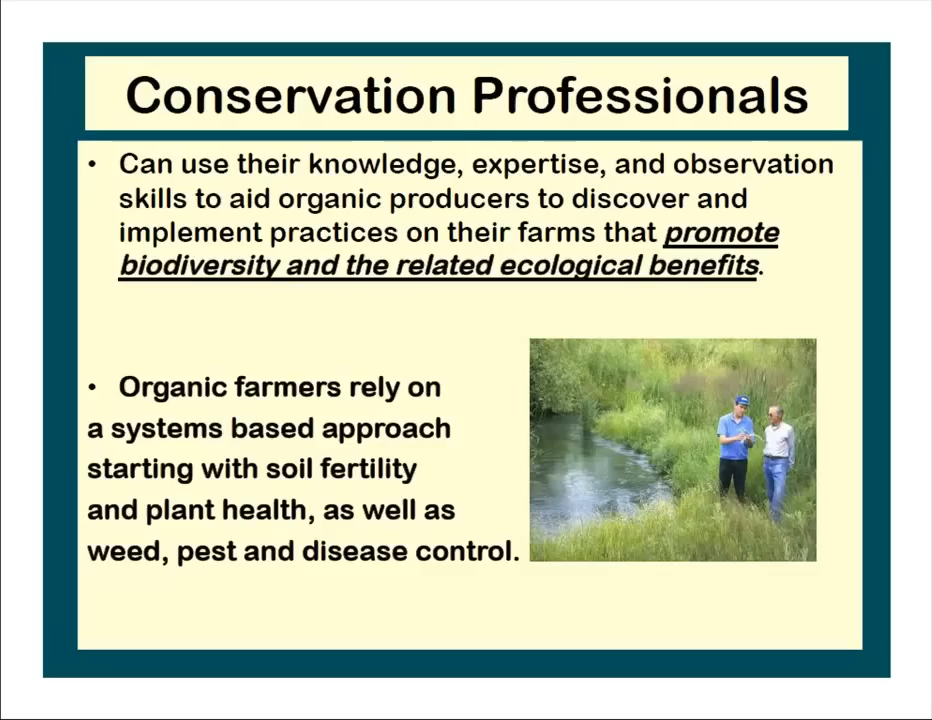 Conservation Professionals
• Can use their knowledge, expertise, and observation
skills to aid organic producers to discover and
implement practices on their farms that promote
biodiversity and the related ecological benefits.
• Organic farmers rely on
a systems based approach
starting with soil fertility
and plant health, as well as
weed, pest and disease control.